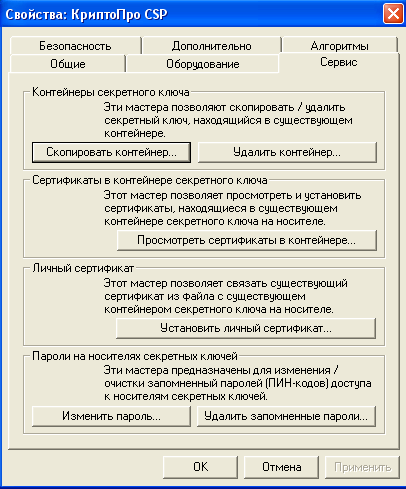 Свойства: КриптоПро CSP
Безопасность Дополнительно Алгоритмы
Общие Оборудование Сервис
Контейнеры секретного ключа
Эти мастера позволяют скопировать / удалить
секретный ключ, находящийся в существующем
контейнере.
Скопировать контейнер... Удалить контейнер...
Сертификаты в контейнере секретного ключа
Этот мастер позволяет просмотреть и установить
сертификаты, находящиеся в существующем
контейнере секретного ключа на носителе.
Просмотреть сертификаты в контейнере...
Личный сертификат
Этот мастер позволяет связать существующий
сертификат из файла с существующем
контейнером секретного ключа на носителе.
Установить личный сертификат...
Пароли на носителях секретных ключей
Эти мастера предназначены для изменения /
очистки запомненный паролей (ПИН-кодов) доступа
к носителям секретных ключей.
Изменить пароль... Удалить запомненные пароли...
OK Отмена Применить